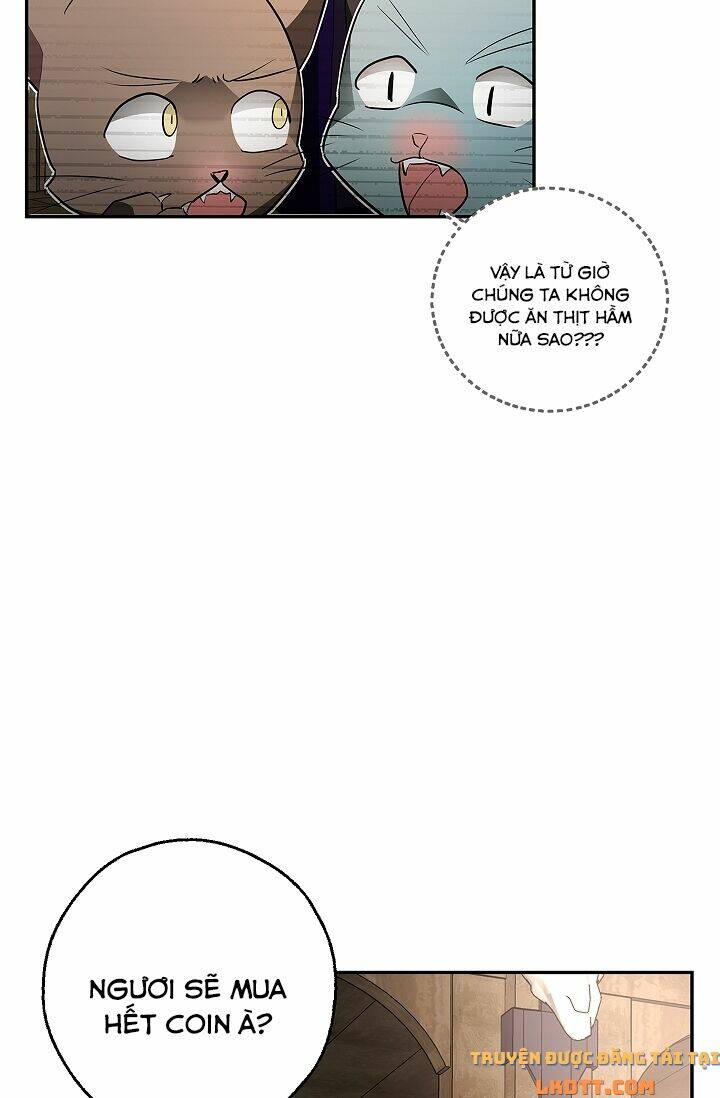 VẬY LÀ TỪ GIỜ
CHÚNG TA KHÔNG
ĐƯỢC ĂN THỊT HẦM
NỮA SAO???
NGƯƠI SẼ MUA
HẾT COIN À?
TRUYỆN ĐƯỢC ĐĂNG TẢI TẠI
LXOTT.COM